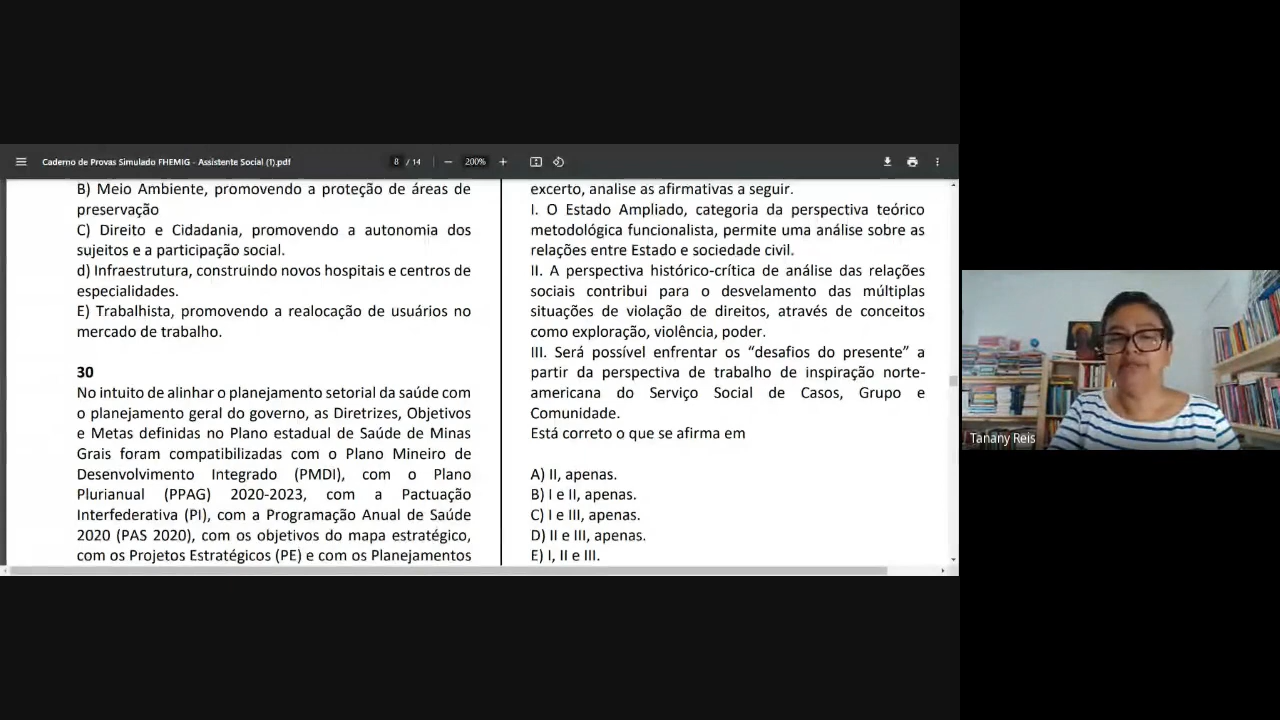 Caderno de Provas Simulado FHEMIG - Assistente Social (1).pdf
8 / 14
200%
B) Meio Ambiente, promovendo a proteção de áreas de
preservação
C) Direito e Cidadania, promovendo a autonomia dos
sujeitos e a participação social.
d) Infraestrutura, construindo novos hospitais e centros de
especialidades.
E) Trabalhista, promovendo a realocação de usuários no
mercado de trabalho.
30
No intuito de alinhar o planejamento setorial da saúde com
o planejamento geral do governo, as Diretrizes, Objetivos
e Metas definidas no Plano estadual de Saúde de Minas
Grais foram compatibilizadas com o Plano Mineiro de
Desenvolvimento Integrado (PMDI), com o Plano
Plurianual (PPAG) 2020-2023, com a Pactuação
Interfederativa (PI), com a Programação Anual de Saúde
2020 (PAS 2020), com os objetivos do mapa estratégico,
com os Projetos Estratégicos (PE) e com os Planejamentos
excerto, analise as afirmativas a seguir.
I. O Estado Ampliado, categoria da perspectiva teórico
metodológica funcionalista, permite uma análise sobre as
relações entre Estado e sociedade civil.
II. A perspectiva histórico-crítica de análise das relações
sociais contribui para o desvelamento das múltiplas
situações de violação de direitos, através de conceitos
como exploração, violência, poder.
III. Será possível enfrentar os “desafios do presente” a
partir da perspectiva de trabalho de inspiração norte-
americana do Serviço Social de Casos, Grupo e
Comunidade.
Está correto o que se afirma em
A) II, apenas.
B) I e II, apenas.
C) I e III, apenas.
D) II e III, apenas.
E) I, II e III.
Tanany Reis